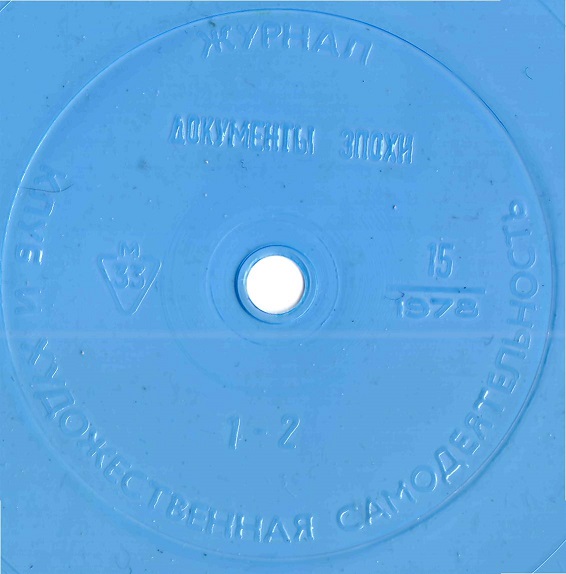 ЖУРНАЛ
ДОКУМЕНТЫ ЭПОХИ
М
33
15
1978
1 - 2
КЛУБ И ХУДОЖЕСТВЕННАЯ САМОДЕЯТЕЛЬНОСТЬ